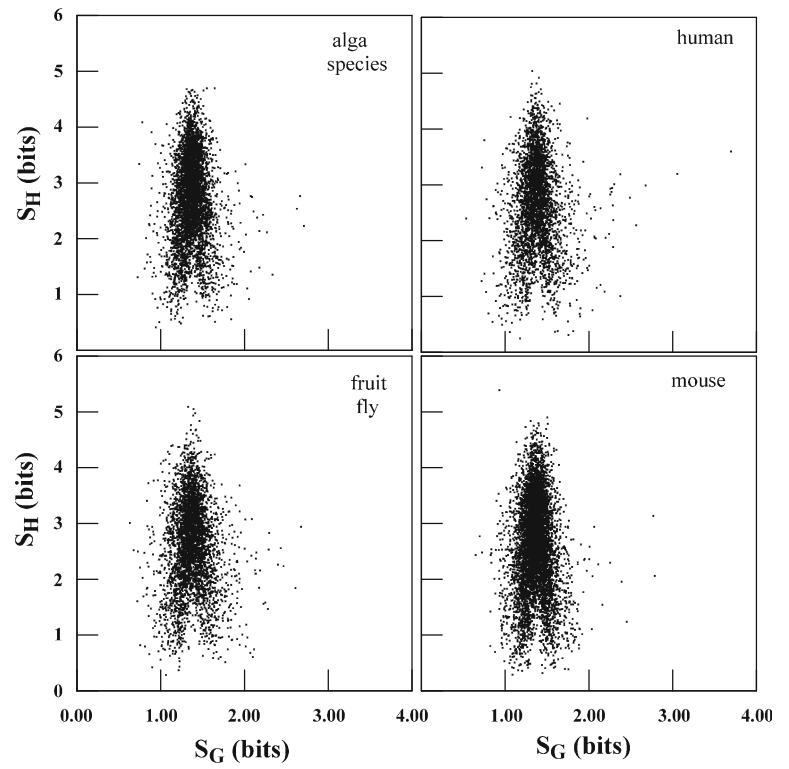 6
alga
species
5
4
3
2
1
S_H (bits)
human
6
fruit
fly
5
4
3
2
1
0
S_H (bits)
mouse
0.00 1.00 2.00 3.00 4.00
S_G (bits)
1.00 2.00 3.00 4.00
S_G (bits)